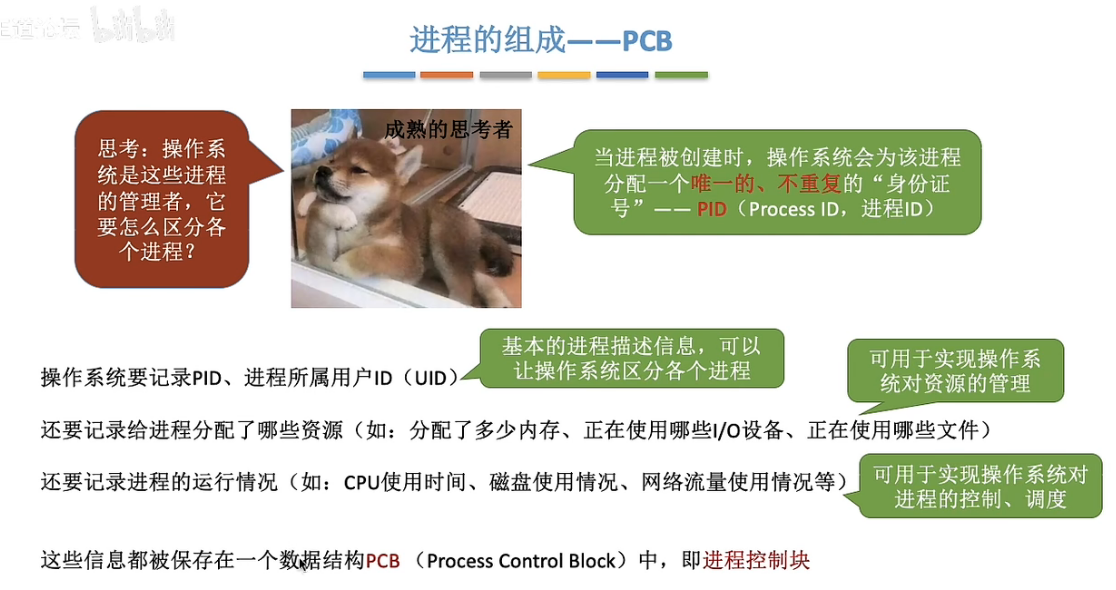 bilibili
进程的组成——PCB
思考：操作系
统是这些进程
的管理者，它
要怎么区分各
个进程？
成熟的思考者
当进程被创建时，操作系统会为该进程
分配一个唯一的、不重复的“身份证
号”—— PID（Process ID，进程ID）
基本的进程描述信息，可以
让操作系统区分各个进程
操作系统要记录PID、进程所属用户ID（UID）
可用于实现操作系
统对资源的管理
还要记录给进程分配了哪些资源（如：分配了多少内存、正在使用哪些I/O设备、正在使用哪些文件）
还要记录进程的运行情况（如：CPU使用时间、磁盘使用情况、网络流量使用情况等）
可用于实现操作系统对
进程的控制、调度
这些信息都被保存在一个数据结构PCB （Process Control Block）中，即进程控制块